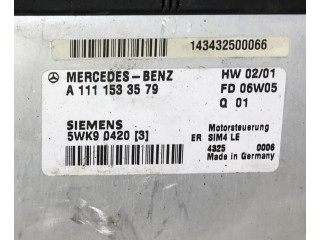 143432500066
MERCEDES-BENZ HW 02/01
A 111 153 35 79 FD 06W05
Q 01
SIEMENS Motorsteuerung
5WK9 0420 [3] ER SIM4 LE
4325 0006
Made in Germany